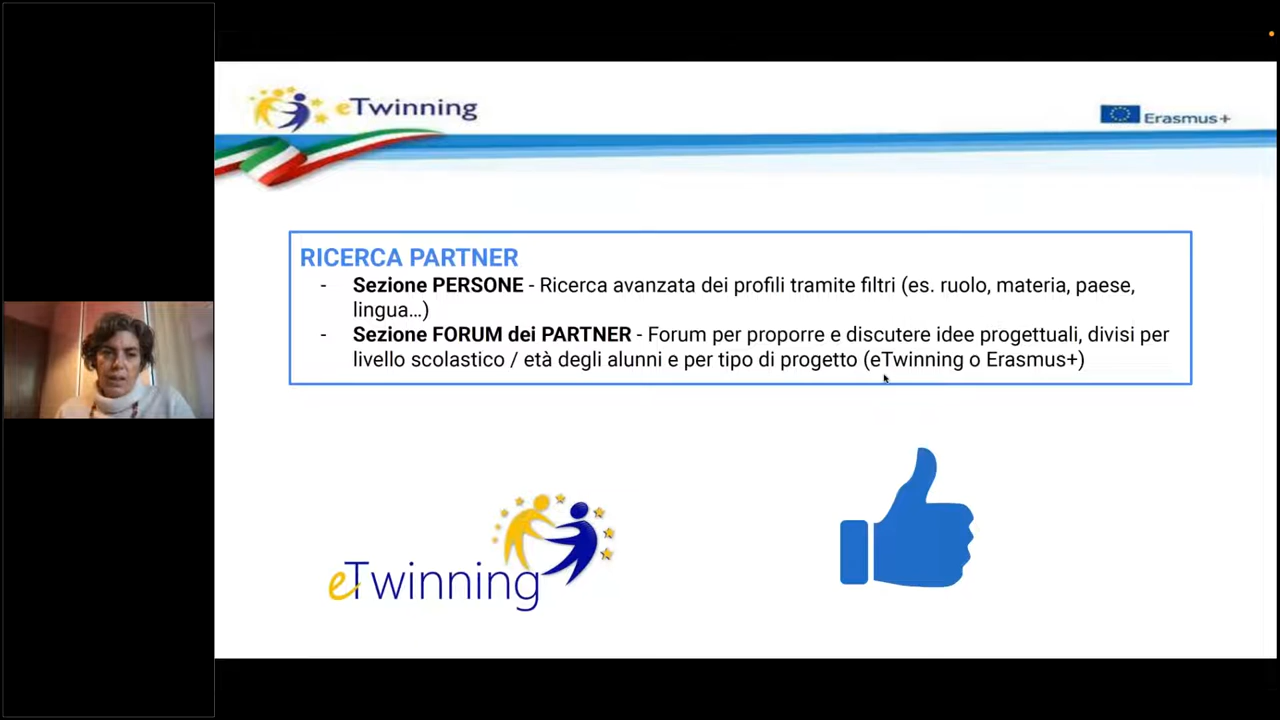 eTwinning
Erasmus+
RICERCA PARTNER
- Sezione PERSONE - Ricerca avanzata dei profili tramite filtri (es. ruolo, materia, paese,
lingua...)
- Sezione FORUM dei PARTNER - Forum per proporre e discutere idee progettuali, divisi per
livello scolastico / età degli alunni e per tipo di progetto (eTwinning o Erasmus+)
eTwinning